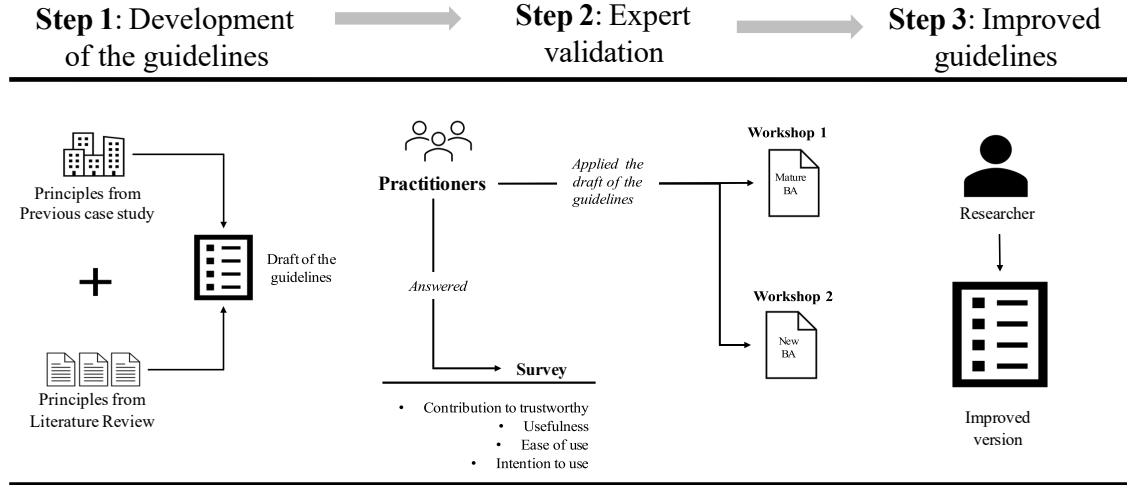 Step 1: Development
of the guidelines
Step 2: Expert
validation
Step 3: Improved
guidelines
Principles from
Previous case study
+
Principles from
Literature Review
Draft of the
guidelines
Practitioners
Applied the
draft of the
guidelines
Answered
Survey
• Contribution to trustworthy
• Usefulness
• Ease of use
• Intention to use
Workshop 1
Mature
BA
Workshop 2
New
BA
Researcher
Improved
version